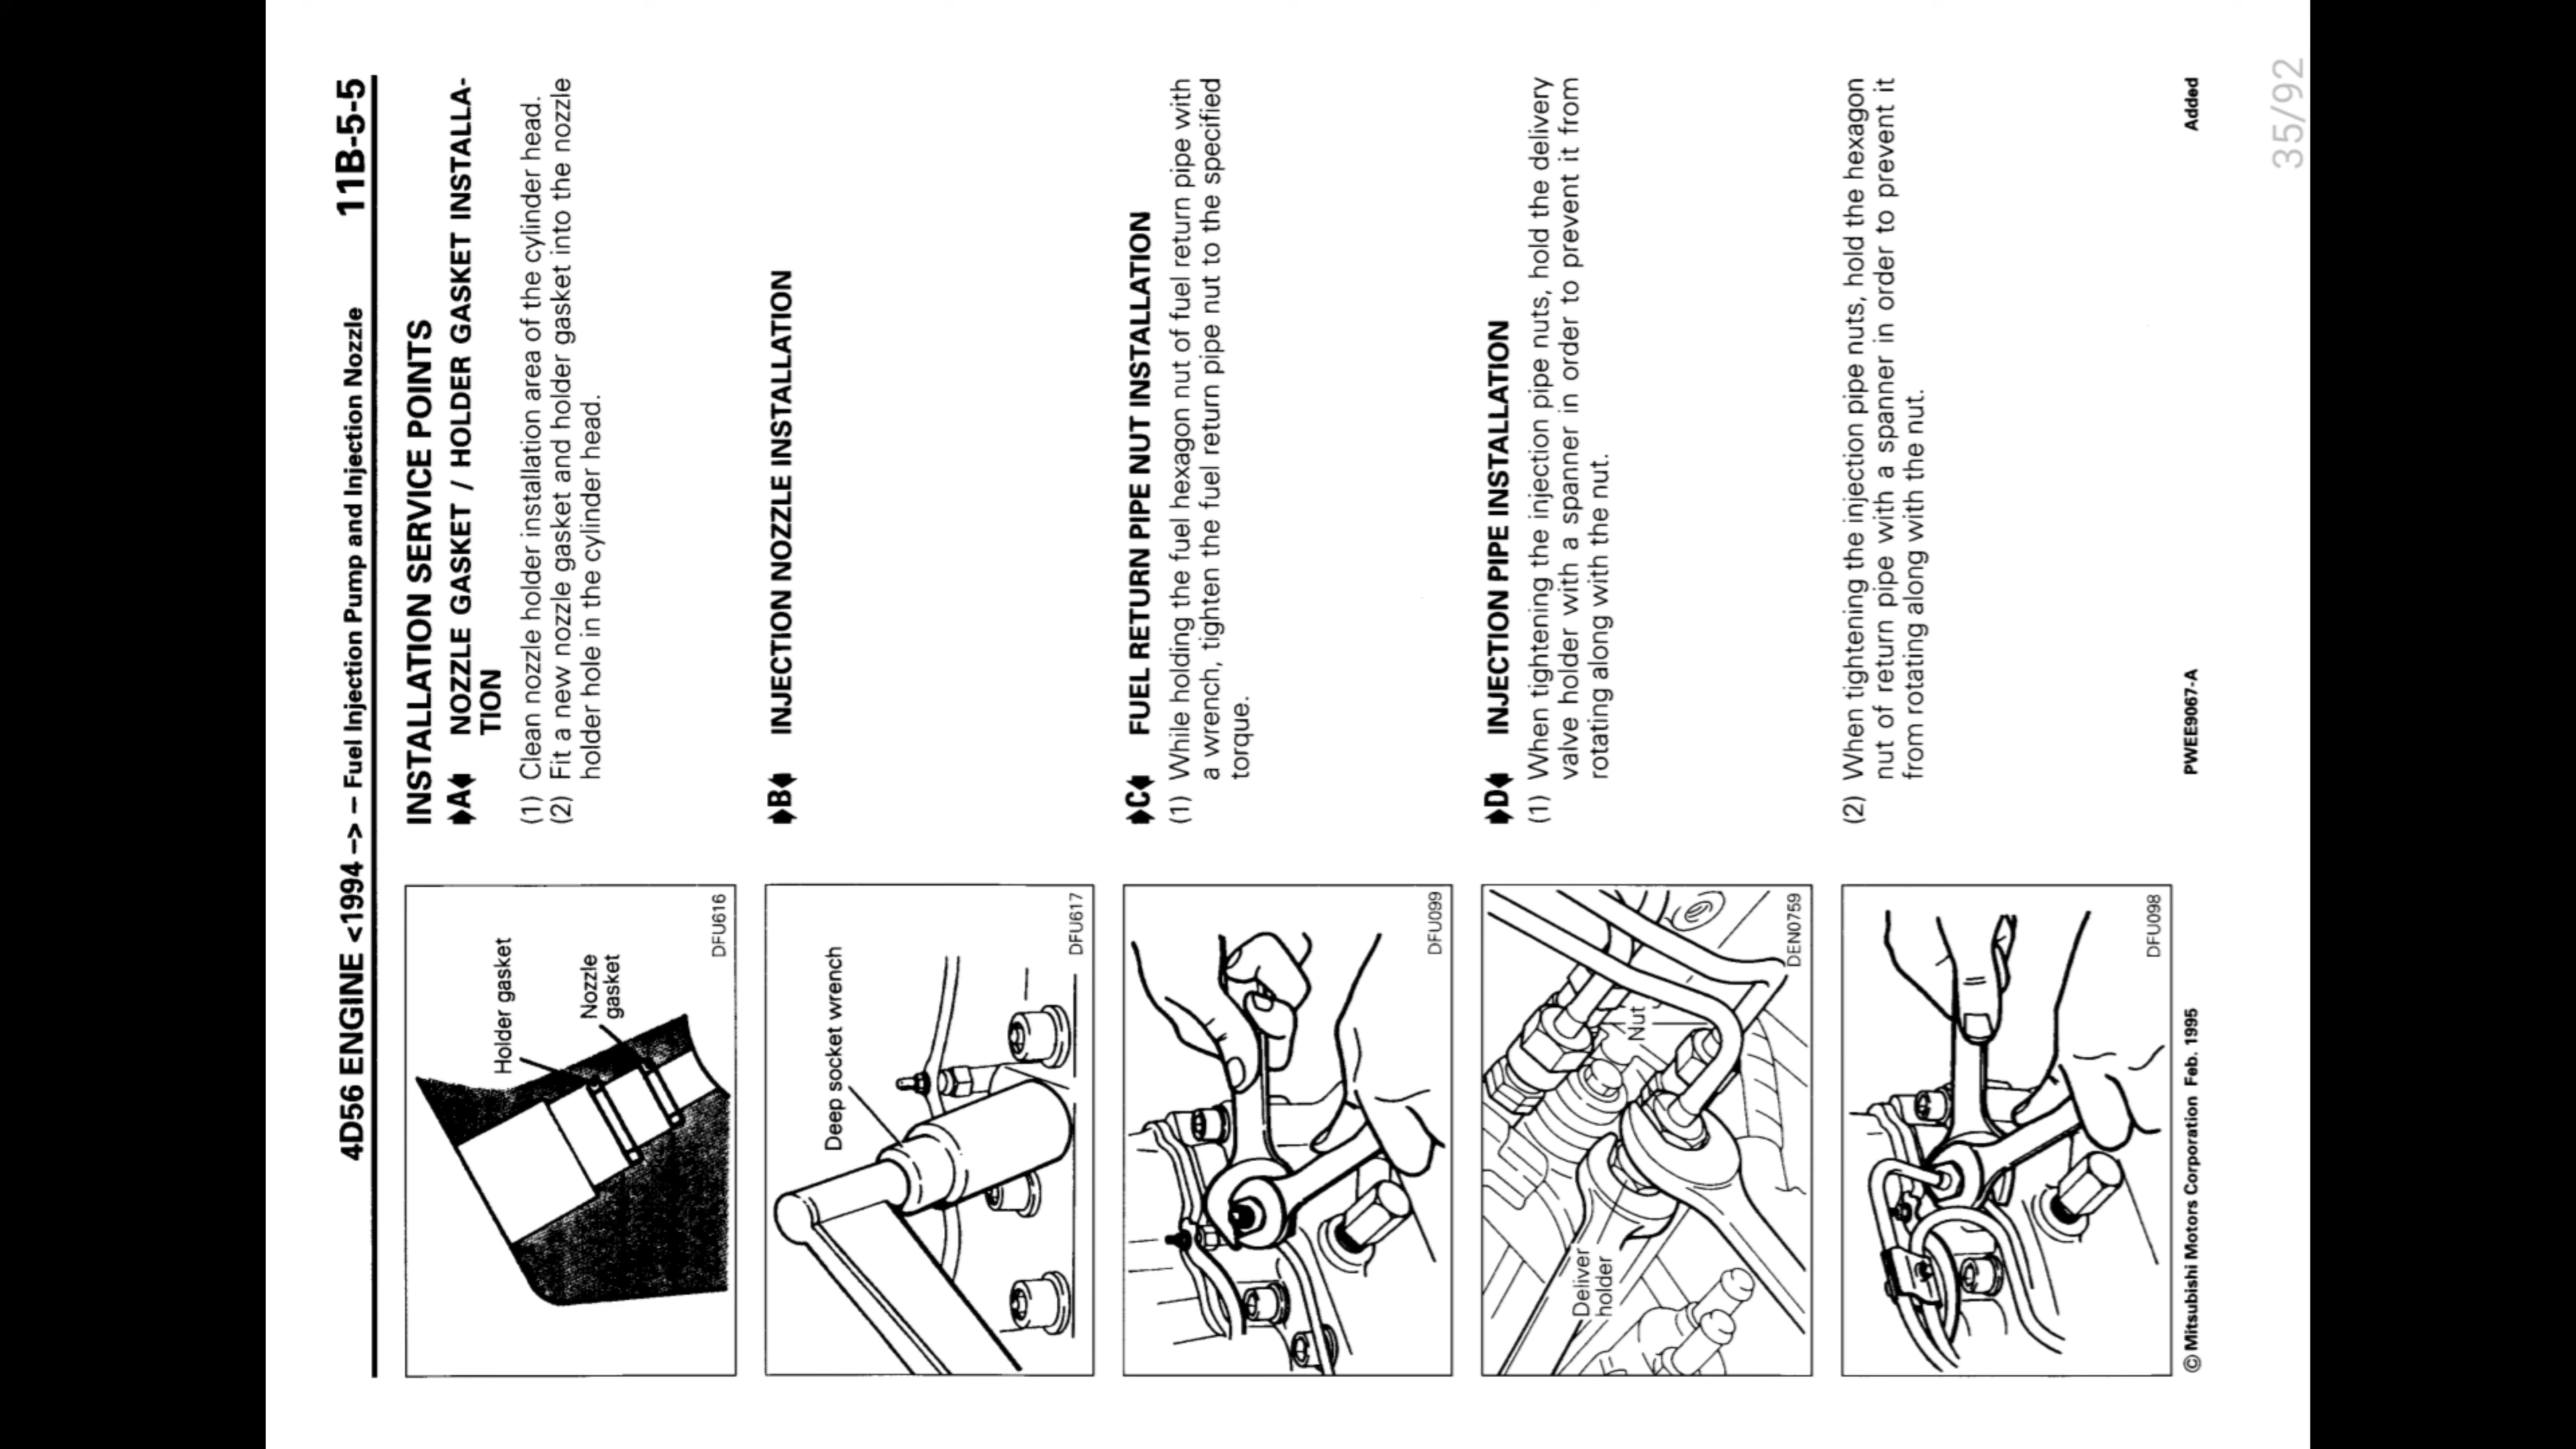 4D56 ENGINE <1994 –> – Fuel Injection Pump and Injection Nozzle 11B-5-5
INSTALLATION SERVICE POINTS
▶A◀ NOZZLE GASKET / HOLDER GASKET INSTALLA-
TION
(1) Clean nozzle holder installation area of the cylinder head.
(2) Fit a new nozzle gasket and holder gasket into the nozzle
holder hole in the cylinder head.
Holder gasket
Nozzle
gasket
DFU616
▶B◀ INJECTION NOZZLE INSTALLATION
Deep socket wrench
DFU617
▶C◀ FUEL RETURN PIPE NUT INSTALLATION
(1) While holding the fuel hexagon nut of fuel return pipe with
a wrench, tighten the fuel return pipe nut to the specified
torque.
DFU099
▶D◀ INJECTION PIPE INSTALLATION
(1) When tightening the injection pipe nuts, hold the delivery
valve holder with a spanner in order to prevent it from
rotating along with the nut.
Deliver
holder
Nut
DEN0759
(2) When tightening the injection pipe nuts, hold the hexagon
nut of return pipe with a spanner in order to prevent it
from rotating along with the nut.
DFU098
© Mitsubishi Motors Corporation Feb. 1995 PWEE9067-A Added
35/92